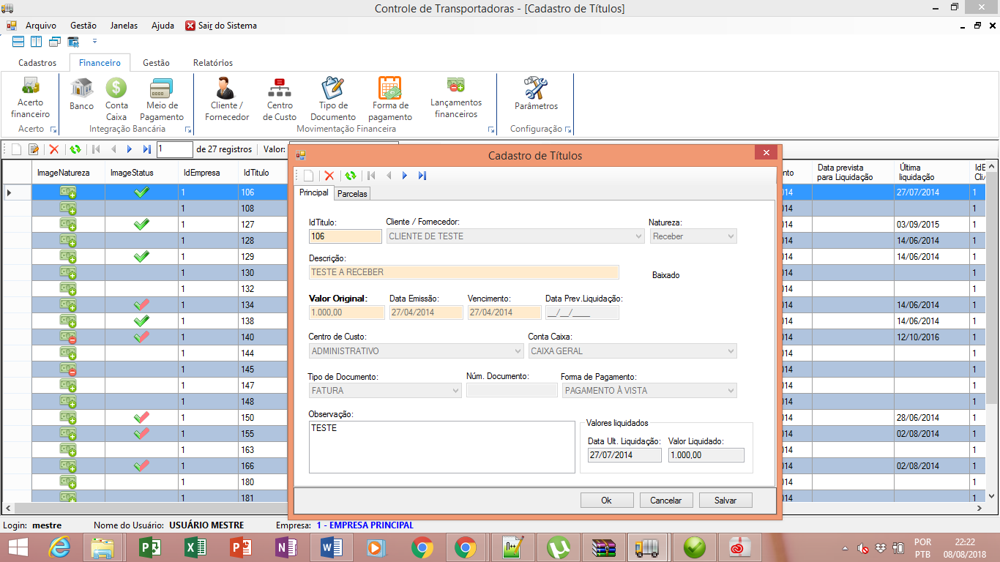 Controle de Transportadoras - [Cadastro de Títulos]
Arquivo Gestão Janelas Ajuda Sair do Sistema
Cadastros Financeiro Gestão Relatórios
Acerto financeiro
Banco
Conta Caixa
Meio de Pagamento
Cliente / Fornecedor
Centro de Custo
Tipo de Documento
Forma de pagamento
Lançamentos financeiros
Parâmetros
Acerto Integração Bancária Movimentação Financeira Configuração
1 de 27 registros Valor:
ImageNatureza ImageStatus IdEmpresa IdTitulo
Data prevista para Liquidação
Última liquidação
1 106 27/07/2014 1
1 108 014 1
1 127 014 03/09/2015 1
1 128 014 14/06/2014 1
1 129 014 14/06/2014 1
1 130 014 1
1 132 014 1
1 134 014 14/06/2014 1
1 138 014 14/06/2014 1
1 140 014 12/10/2016 1
1 144 014 1
1 145 014 1
1 147 014 1
1 148 014 1
1 150 014 28/06/2014 1
1 155 014 02/08/2014 1
1 163 014 1
1 166 014 02/08/2014 1
1 180 014 1
1 181 014 1
Cadastro de Títulos
Principal Parcelas
IdTitulo: Cliente / Fornecedor: Natureza:
106 CLIENTE DE TESTE Receber
Descrição:
TESTE A RECEBER Baixado
Valor Original: Data Emissão: Vencimento: Data Prev.Liquidação:
1.000,00 27/04/2014 27/04/2014 __/__/____
Centro de Custo: Conta Caixa:
ADMINISTRATIVO CAIXA GERAL
Tipo de Documento: Núm. Documento: Forma de Pagamento:
FATURA PAGAMENTO À VISTA
Observação:
TESTE
Valores liquidados
Data Ult. Liquidação: Valor Liquidado:
27/07/2014 1.000,00
Ok Cancelar Salvar
Login: mestre Nome do Usuário: USUÁRIO MESTRE Empresa: 1 - EMPRESA PRINCIPAL
POR 22:22
PTB 08/08/2018